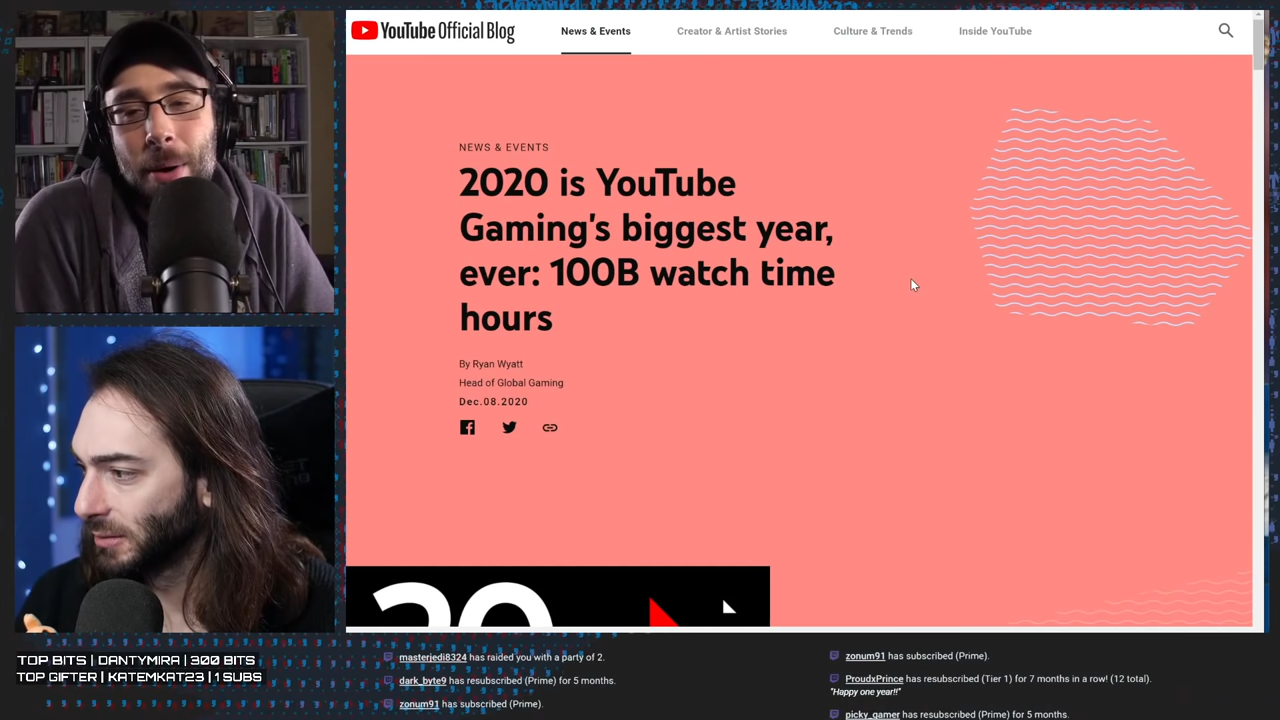 YouTube Official Blog
News & Events
Creator & Artist Stories
Culture & Trends
Inside YouTube
NEWS & EVENTS
2020 is YouTube
Gaming's biggest year,
ever: 100B watch time
hours
By Ryan Wyatt
Head of Global Gaming
Dec.08.2020
20
TOP BITS | DANTYMIRA | 300 BITS
TOP GIFTER | KATEMKAT23 | 1 SUBS
masterjedi8324 has raided you with a party of 2.
dark_byte9 has resubscribed (Prime) for 5 months.
zonum91 has subscribed (Prime).
zonum91 has subscribed (Prime).
ProudxPrince has resubscribed (Tier 1) for 7 months in a row! (12 total).
"Happy one year!!"
picky_gamer has resubscribed (Prime) for 5 months.